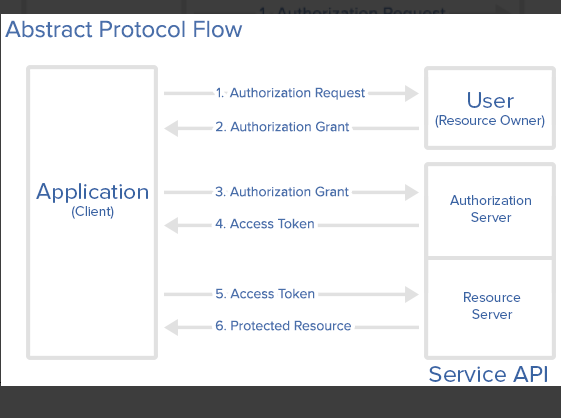 1. Authorization Request
Abstract Protocol Flow
1. Authorization Request
User
(Resource Owner)
2. Authorization Grant
Application
(Client)
3. Authorization Grant
Authorization
Server
4. Access Token
5. Access Token
Resource
Server
6. Protected Resource
Service API